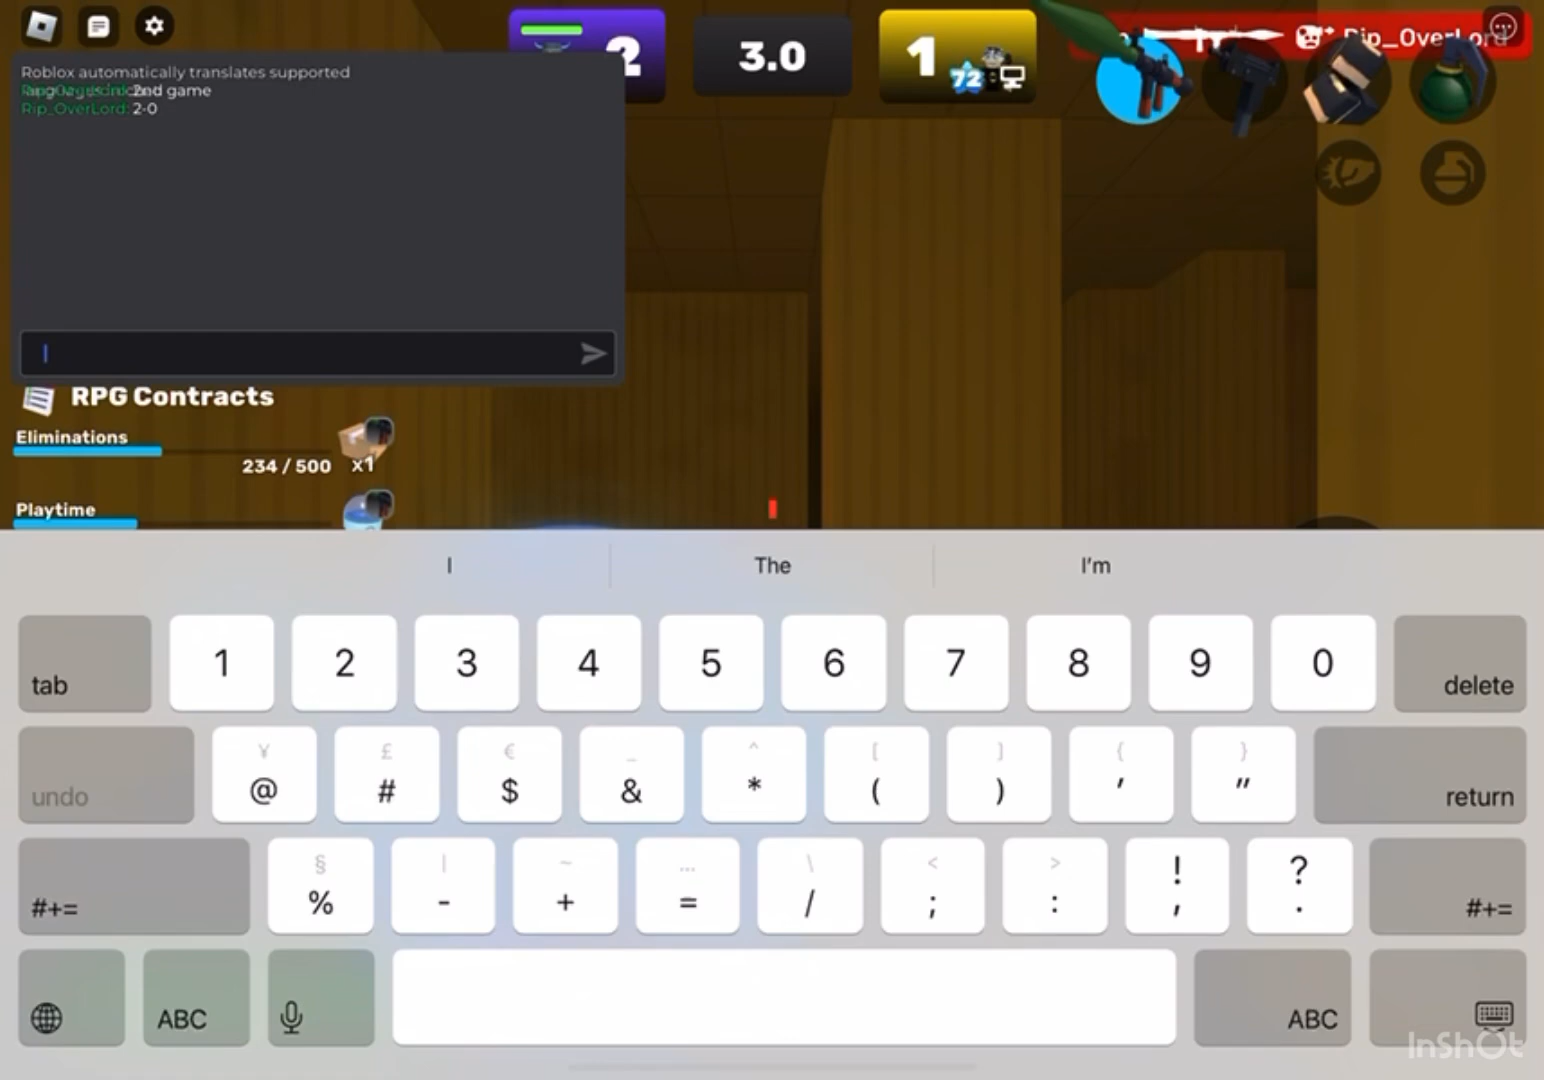 2
3.0
1
72
Rip_OverLord
Roblox automatically translates supported
2nd game
Rip_OverLord: 2-0
RPG Contracts
Eliminations
234 / 500
x1
Playtime
I
The
I'm
tab
1
2
3
4
5
6
7
8
9
0
delete
undo
¥
@
£
#
€
$
_
&
^
*
[
(
]
)
{
'
}
"
return
#+=
§
%
|
-
~
+
…
=
\
/
<
;
>
:
!
,
?
.
#+=
ABC
ABC
InShOt